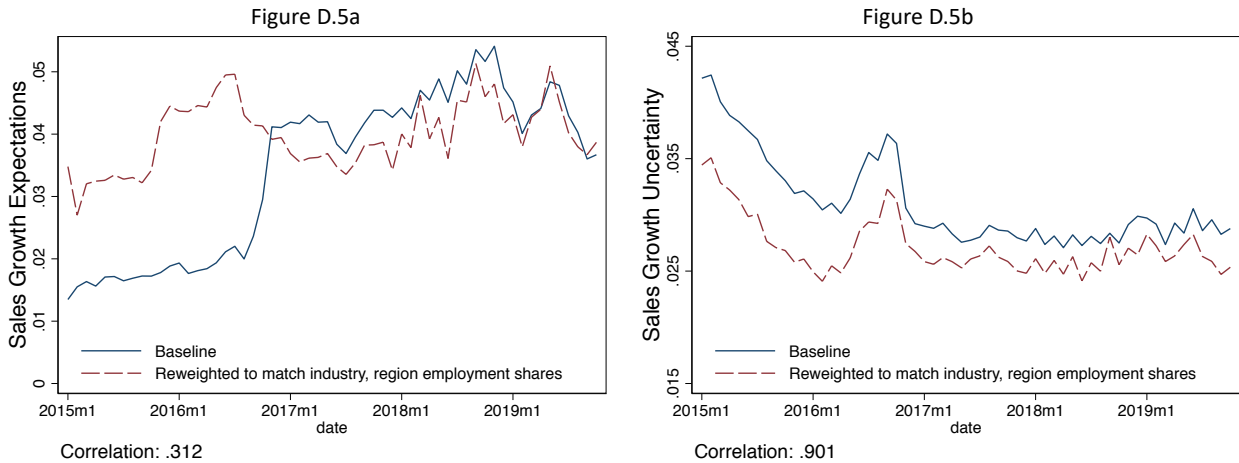 Figure D.5a
Sales Growth Expectations
.05
.04
.03
.02
.01
0
Baseline
Reweighted to match industry, region employment shares
2015m1 2016m1 2017m1 2018m1 2019m1
date
Correlation: .312
Figure D.5b
Sales Growth Uncertainty
.045
.035
.025
.015
Baseline
Reweighted to match industry, region employment shares
2015m1 2016m1 2017m1 2018m1 2019m1
date
Correlation: .901